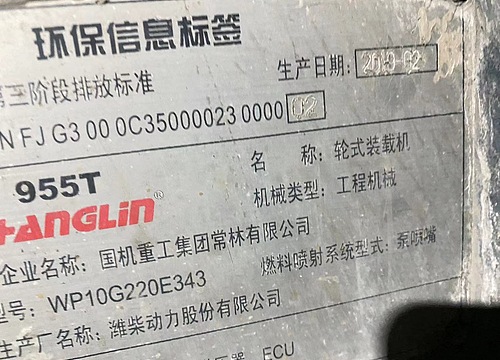 环保信息标签
生产日期:
第三阶段排放标准
N FJ G3 00 0C35000023 0000 02
955T
名 称: 轮式装载机
CHANGLIN®
机械类型: 工程机械
企业名称: 国机重工集团常林有限公司
型号: WP10G220E343
燃料喷射系统型式: 泵喷嘴
生产厂名称: 潍柴动力股份有限公司
ECU